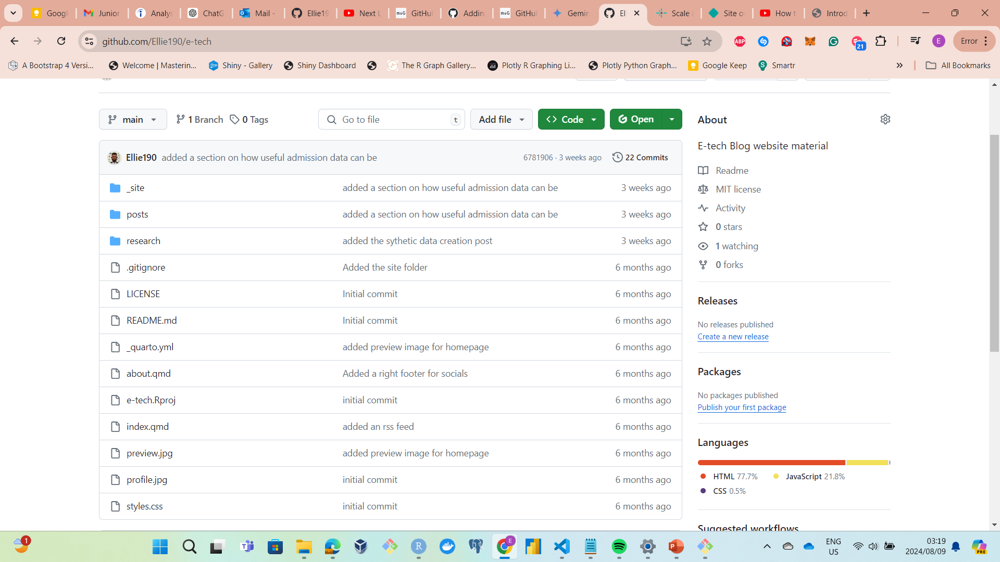 Googl
Junior
Analys
ChatG
Mail -
Ellie19
Next L
GitHub
Addin
GitHub
Gemin
El
Scale
Site o
How t
Introd
github.com/Ellie190/e-tech
ABP
21
E
Error
A Bootstrap 4 Versi...
Welcome | Masterin...
Shiny - Gallery
Shiny Dashboard
The R Graph Gallery...
Plotly R Graphing Li...
Plotly Python Graph...
Google Keep
Smartr
All Bookmarks
main
1 Branch
0 Tags
Go to file
t
Add file
Code
Open
Ellie190 added a section on how useful admission data can be 6781906 · 3 weeks ago 22 Commits
_site added a section on how useful admission data can be 3 weeks ago
posts added a section on how useful admission data can be 3 weeks ago
research added the sythetic data creation post 3 weeks ago
.gitignore Added the site folder 6 months ago
LICENSE Initial commit 6 months ago
README.md Initial commit 6 months ago
_quarto.yml added preview image for homepage 6 months ago
about.qmd Added a right footer for socials 6 months ago
e-tech.Rproj initial commit 6 months ago
index.qmd added an rss feed 6 months ago
preview.jpg added preview image for homepage 6 months ago
profile.jpg initial commit 6 months ago
styles.css initial commit 6 months ago
About
E-tech Blog website material
Readme
MIT license
Activity
0 stars
1 watching
0 forks
Releases
No releases published
Create a new release
Packages
No packages published
Publish your first package
Languages
HTML 77.7% JavaScript 21.8%
CSS 0.5%
Suggested workflows
1
E
ENG
US
03:19
2024/08/09
PRE